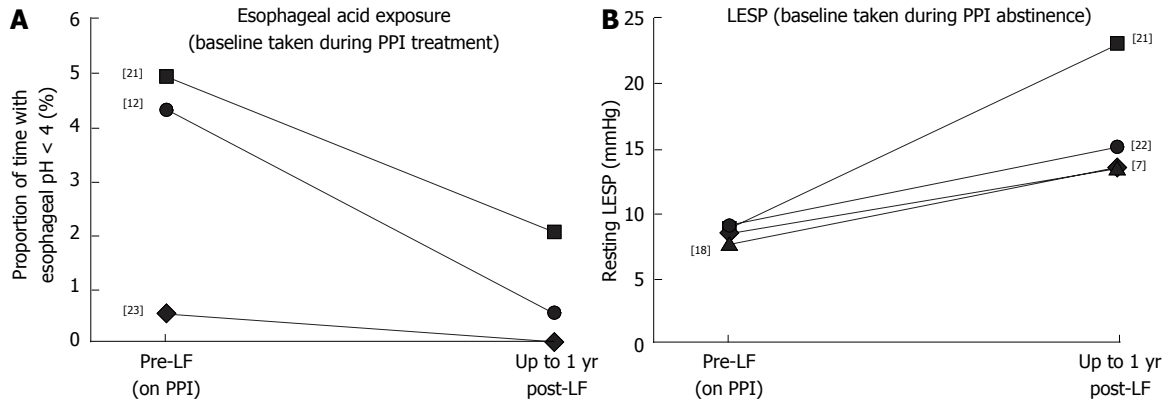 A
Esophageal acid exposure
(baseline taken during PPI treatment)
Proportion of time with
esophageal pH < 4 (%)
6
5
4
3
2
1
0
[21]
[12]
[23]
Pre-LF
(on PPI)
Up to 1 yr
post-LF
B
LESP (baseline taken during PPI abstinence)
Resting LESP (mmHg)
25
20
15
10
5
0
[21]
[22]
[7]
[18]
Pre-LF
(on PPI)
Up to 1 yr
post-LF